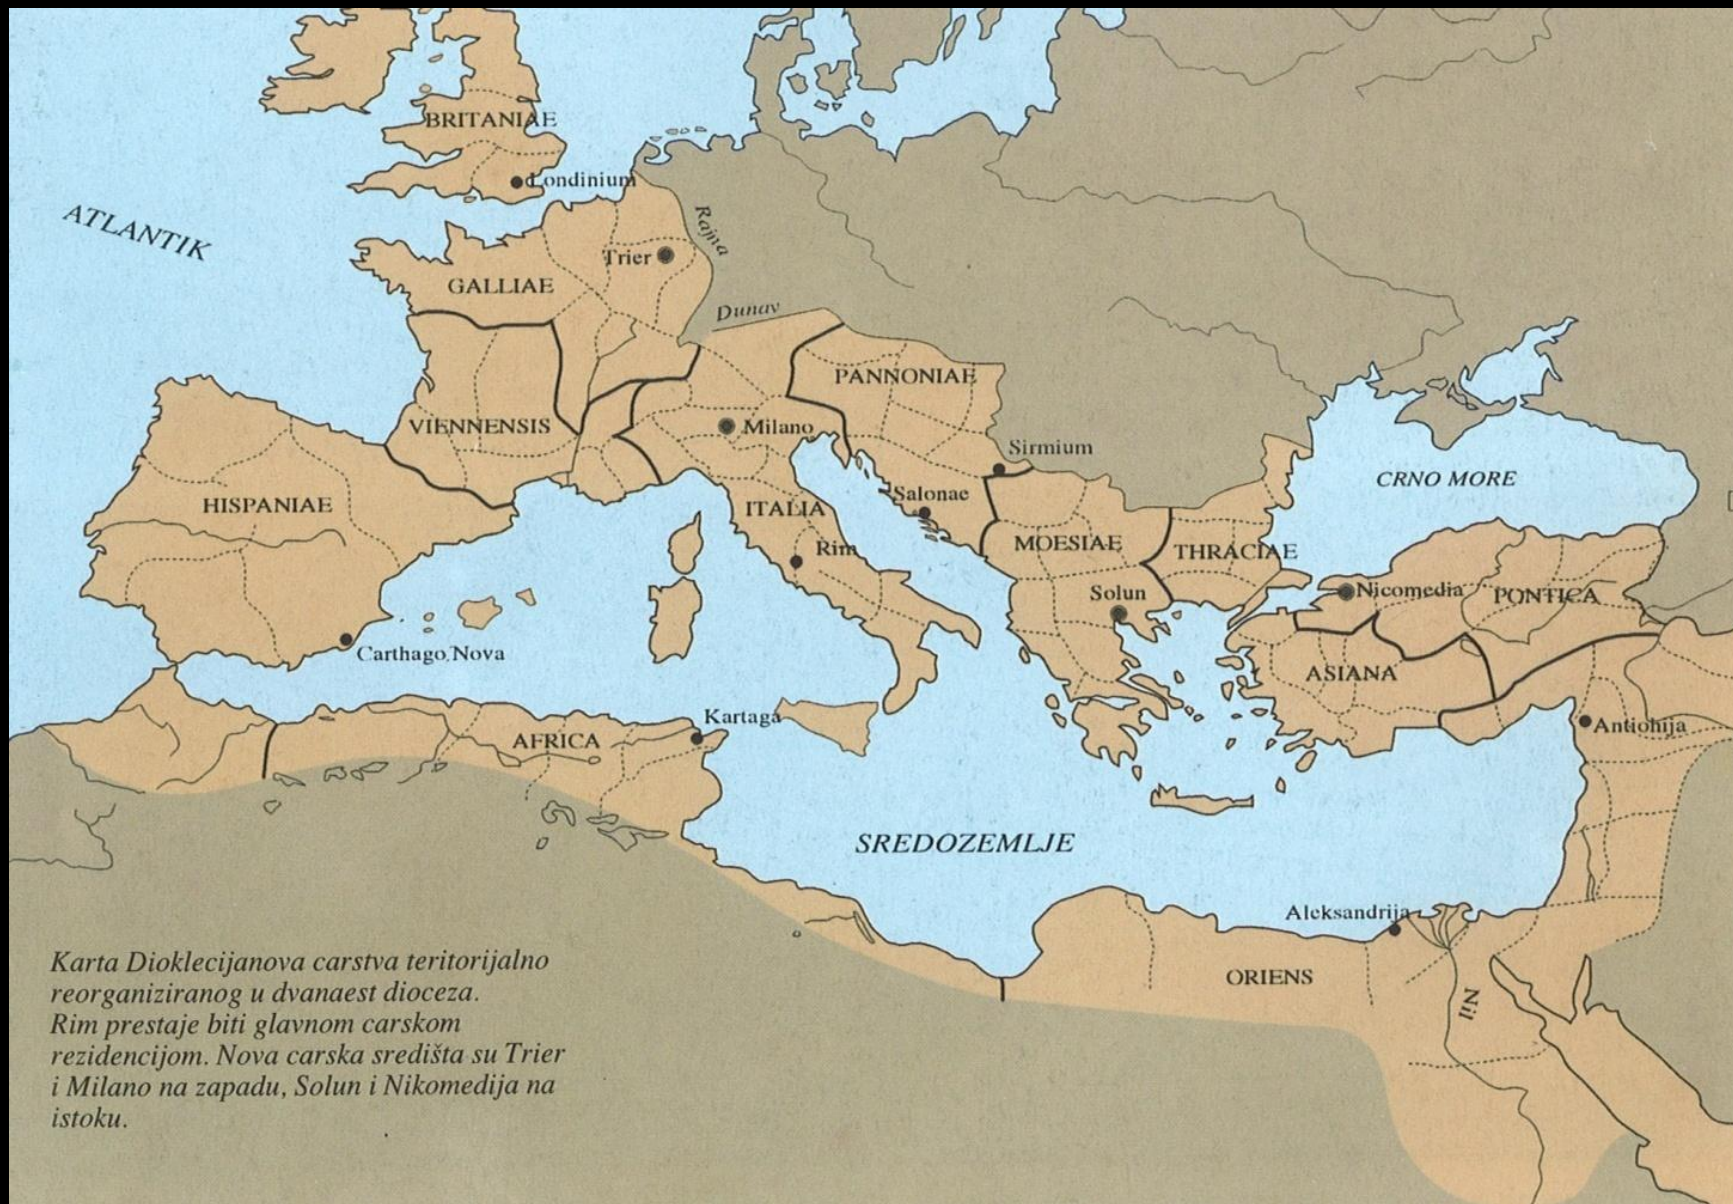 BRITANIAE
Londinium
ATLANTIK
Rajna
Trier
GALLIAE
Dunav
PANNONIAE
VIENNENSIS
Milano
Sirmium
CRNO MORE
HISPANIAE
Salonae
ITALIA
MOESIAE
THRACIAE
Rim
Solun
Nicomedia
PONTICA
Carthago Nova
ASIANA
Kartaga
AFRICA
Antiohija
SREDOZEMLJE
Aleksandrija
ORIENS
Nil
Karta Dioklecijanova carstva teritorijalno
reorganiziranog u dvanaest dioceza.
Rim prestaje biti glavnom carskom
rezidencijom. Nova carska središta su Trier
i Milano na zapadu, Solun i Nikomedija na
istoku.